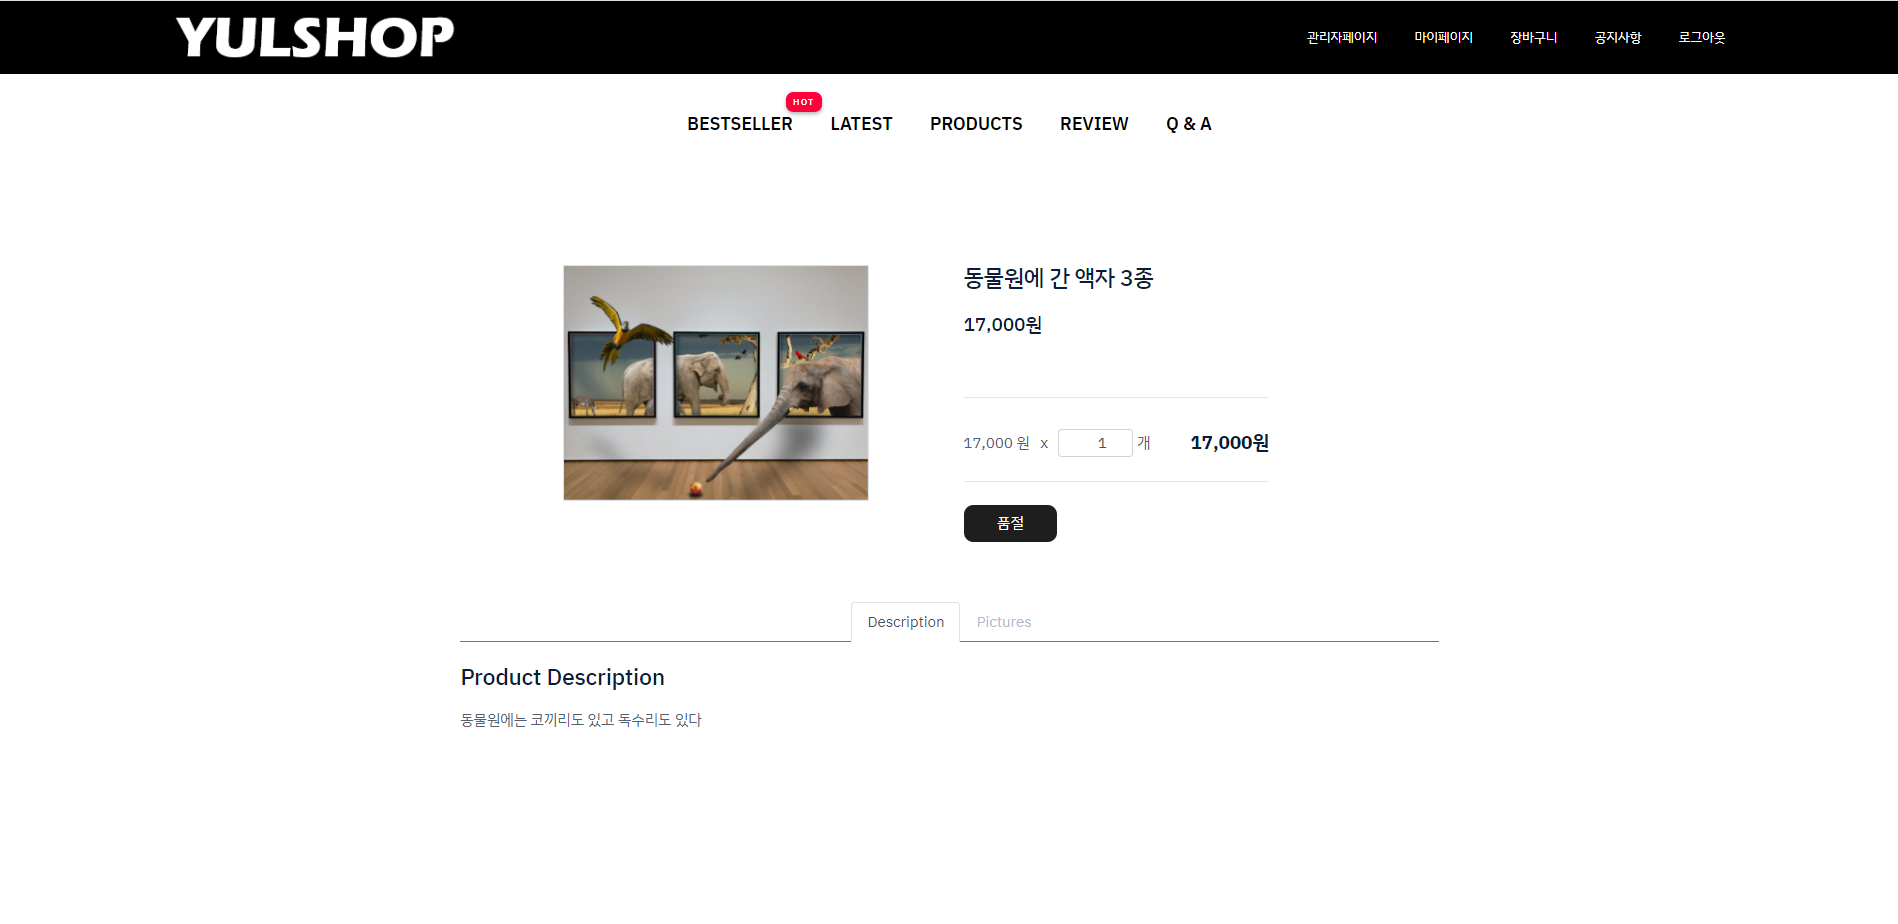 YULSHOP
관리자페이지 마이페이지 장바구니 공지사항 로그아웃
HOT
BESTSELLER LATEST PRODUCTS REVIEW Q & A
동물원에 간 액자 3종
17,000원
17,000 원 x 1 개 17,000원
품절
Description Pictures
Product Description
동물원에는 코끼리도 있고 독수리도 있다